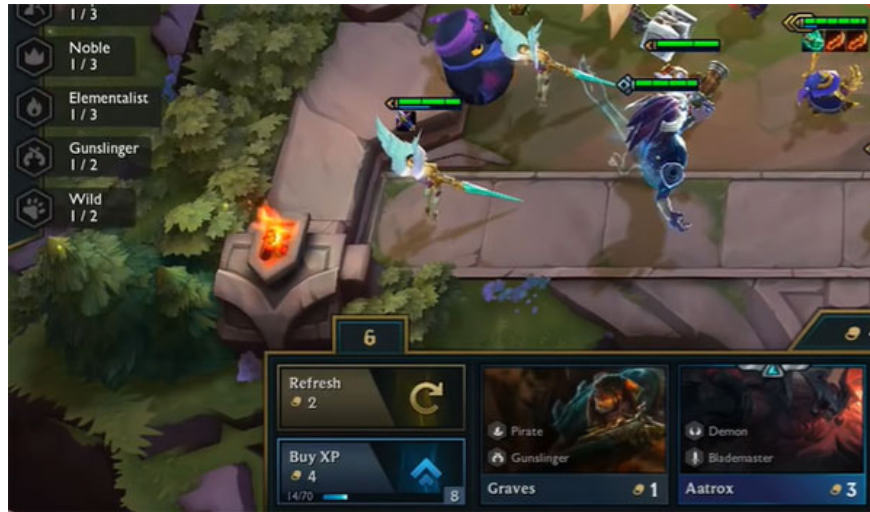 1 / 3
Noble
1 / 3
Elementalist
1 / 3
Gunslinger
1 / 2
Wild
1 / 2
6
Refresh
2
Buy XP
4
14/70
8
Pirate
Gunslinger
Graves
1
Demon
Blademaster
Aatrox
3